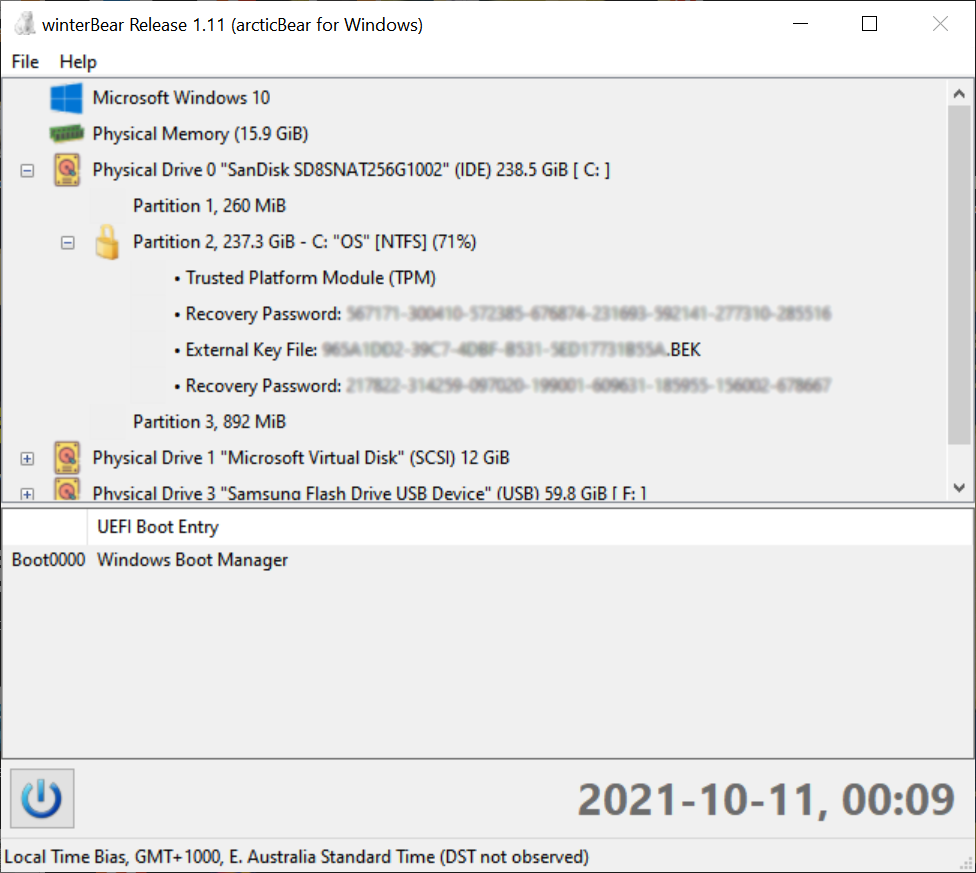 winterBear Release 1.11 (arcticBear for Windows)
File Help
Microsoft Windows 10
Physical Memory (15.9 GiB)
Physical Drive 0 "SanDisk SD8SNAT256G1002" (IDE) 238.5 GiB [ C: ]
Partition 1, 260 MiB
Partition 2, 237.3 GiB - C: "OS" [NTFS] (71%)
• Trusted Platform Module (TPM)
• Recovery Password:
• External Key File: .BEK
• Recovery Password:
Partition 3, 892 MiB
Physical Drive 1 "Microsoft Virtual Disk" (SCSI) 12 GiB
Physical Drive 3 "Samsung Flash Drive USB Device" (USB) 59.8 GiB [ F: ]
UEFI Boot Entry
Boot0000 Windows Boot Manager
2021-10-11, 00:09
Local Time Bias, GMT+1000, E. Australia Standard Time (DST not observed)